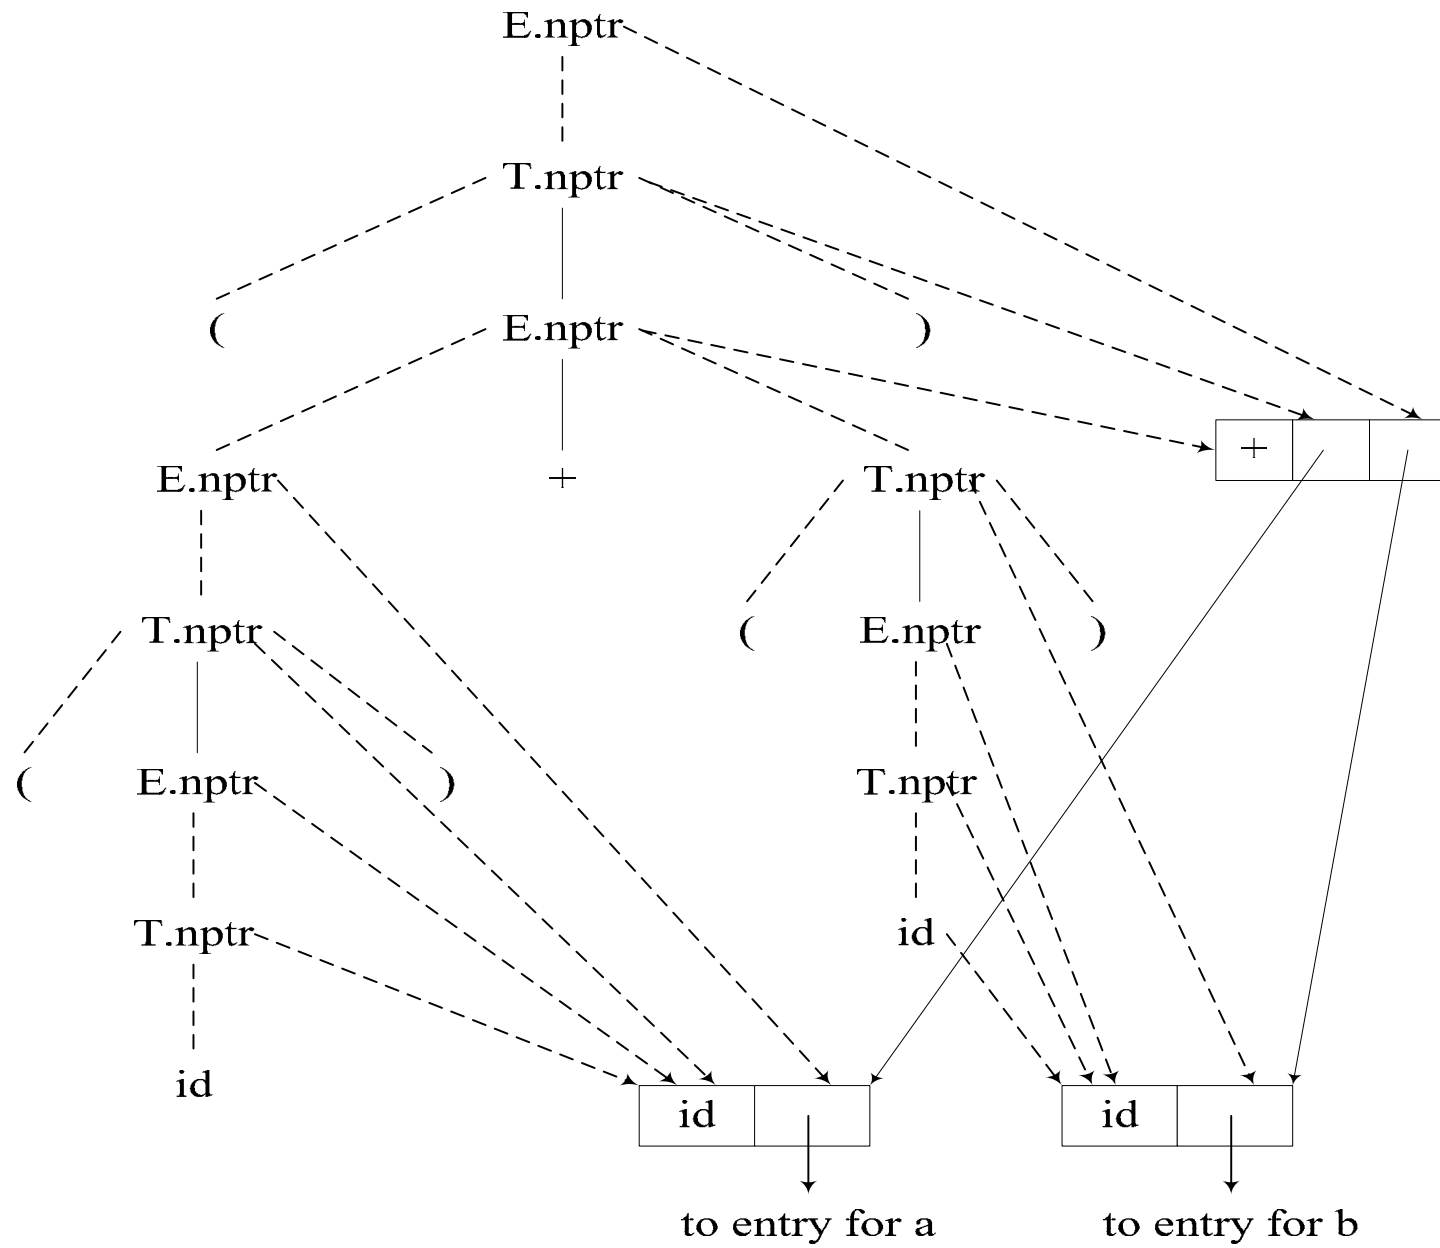 E.nptr
T.nptr
( E.nptr )
+
E.nptr + T.nptr
( E.nptr )
T.nptr
( E.nptr ) T.nptr
T.nptr id
id
id id
to entry for a to entry for b